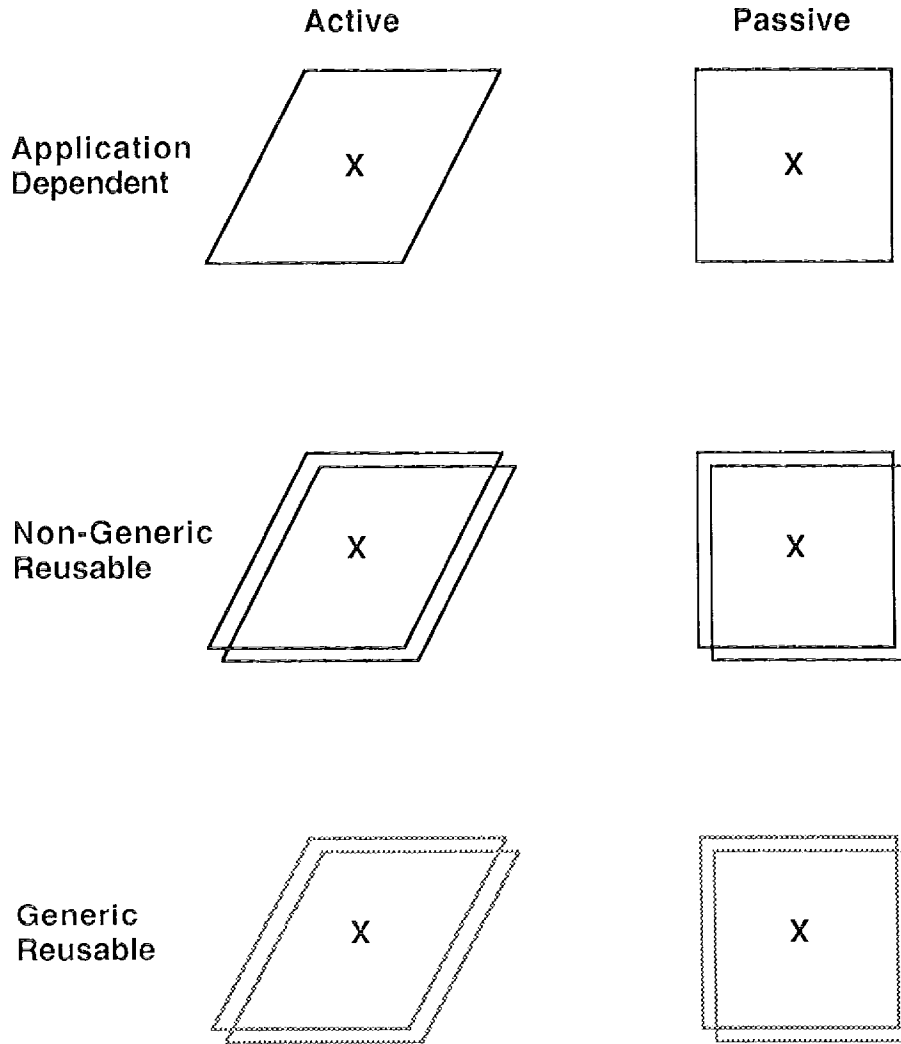 Active
Passive
Application
Dependent
X
X
Non-Generic
Reusable
X
X
Generic
Reusable
X
X